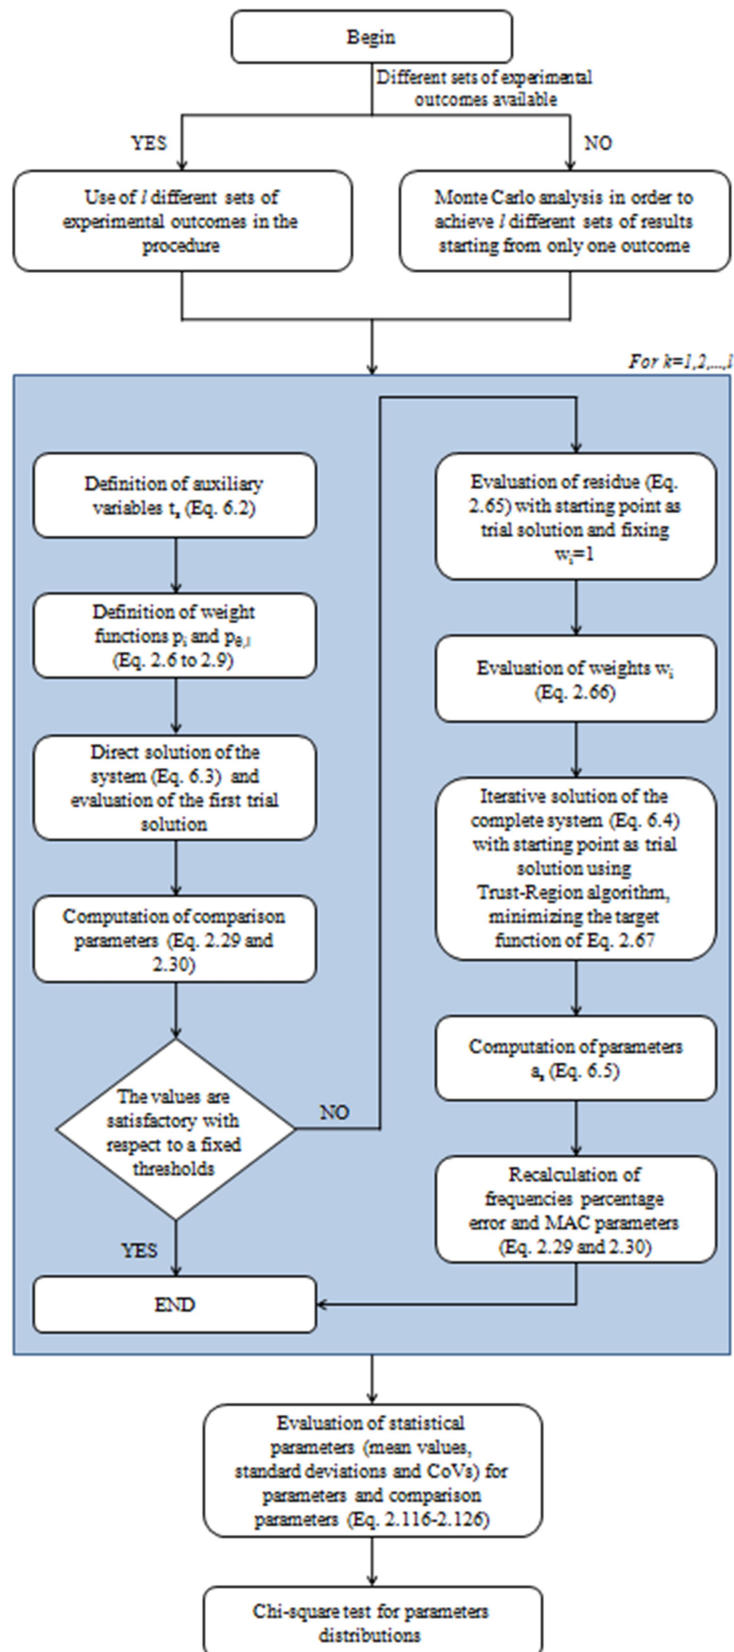 Begin
Different sets of experimental
outcomes available
YES
NO
Use of l different sets of
experimental outcomes in the
procedure
Monte Carlo analysis in order to
achieve l different sets of results
starting from only one outcome
For k=1,2,...,l
Definition of auxiliary
variables tₛ (Eq. 6.2)
Definition of weight
functions pᵢ and p_θ,i
(Eq. 2.6 to 2.9)
Direct solution of the
system (Eq. 6.3) and
evaluation of the first trial
solution
Computation of comparison
parameters (Eq. 2.29 and
2.30)
The values are
satisfactory with
respect to a fixed
thresholds
NO
YES
END
Evaluation of residue (Eq.
2.65) with starting point as
trial solution and fixing
wᵢ=1
Evaluation of weights wᵢ
(Eq. 2.66)
Iterative solution of the
complete system (Eq. 6.4)
with starting point as trial
solution using
Trust-Region algorithm,
minimizing the target
function of Eq. 2.67
Computation of parameters
aₛ (Eq. 6.5)
Recalculation of
frequencies percentage
error and MAC parameters
(Eq. 2.29 and 2.30)
Evaluation of statistical
parameters (mean values,
standard deviations and CoVs) for
parameters and comparison
parameters (Eq. 2.116-2.126)
Chi-square test for parameters
distributions